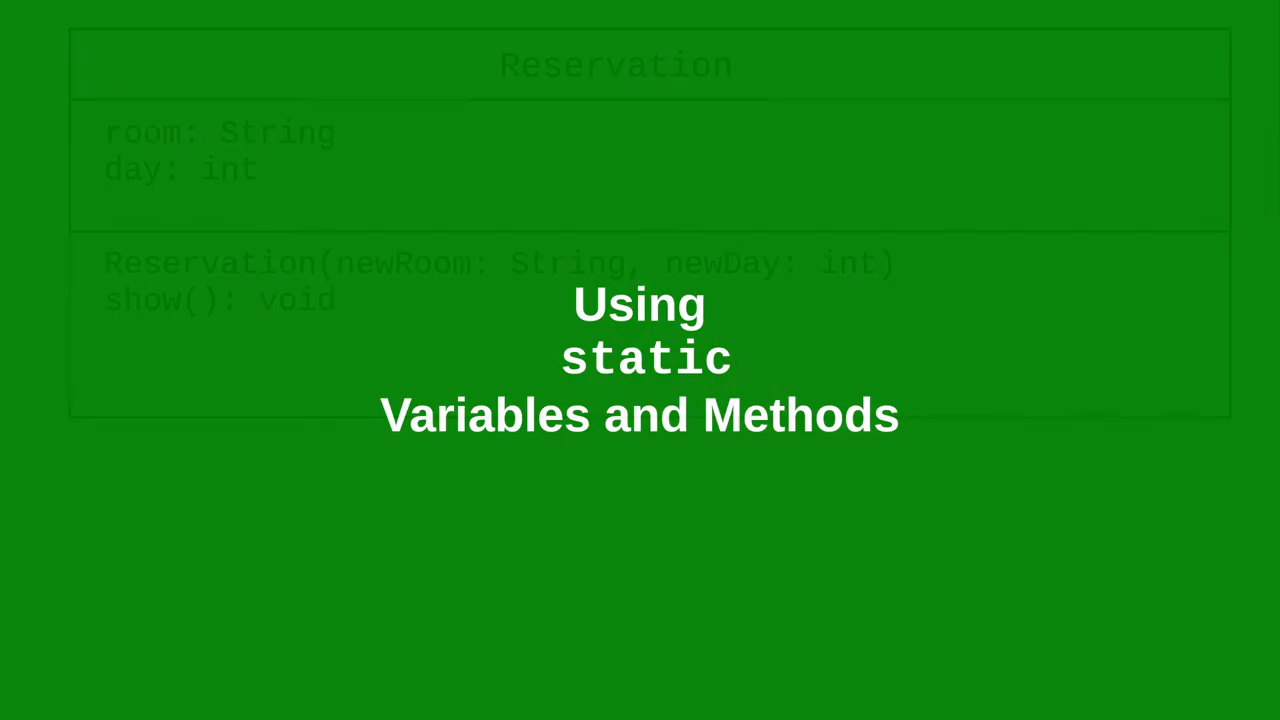 Reservation
room: String
day: int
Reservation(newRoom: String, newDay: int)
show(): void
Using
static
Variables and Methods